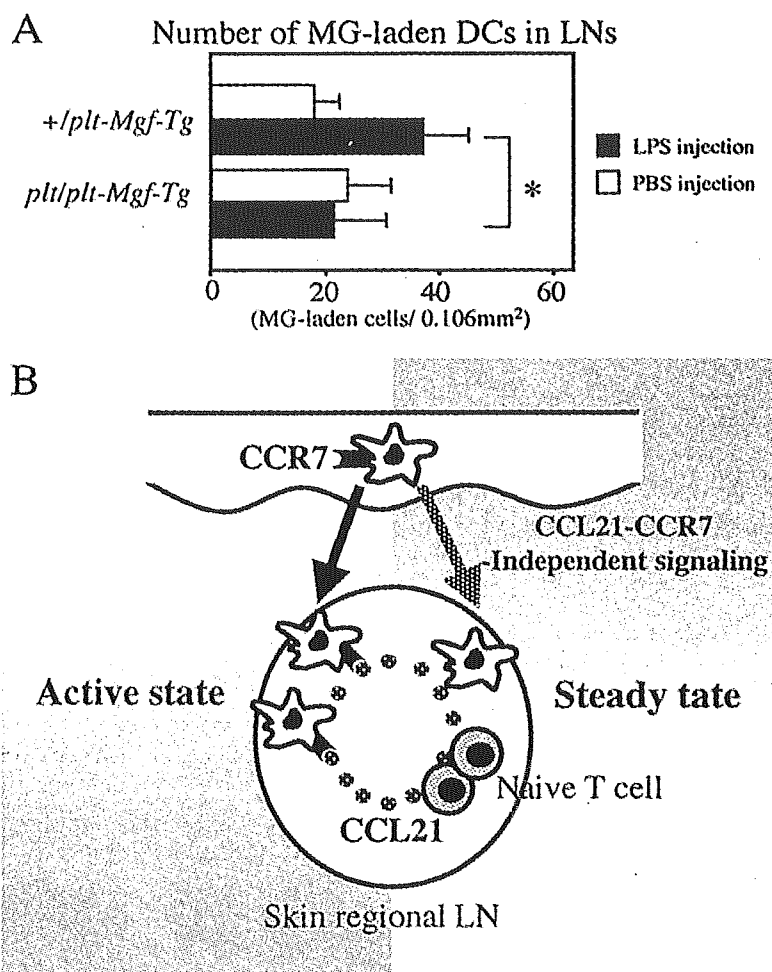 A
Number of MG-laden DCs in LNs
+/plt-Mgf-Tg
plt/plt-Mgf-Tg
LPS injection
PBS injection
*
0 20 40 60
(MG-laden cells/ 0.106mm²)
B
CCR7
CCL21-CCR7
-Independent signaling
Active state
Steady tate
Naive T cell
CCL21
Skin regional LN